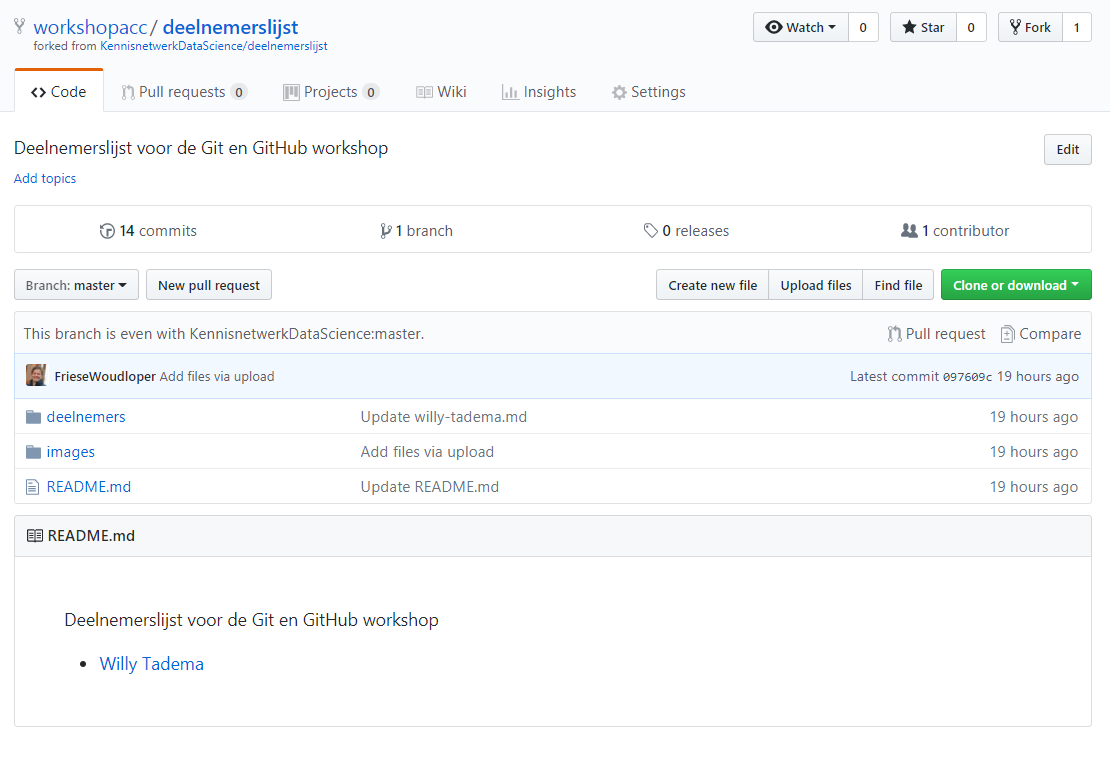 workshopacc / deelnemerslijst
forked from KennisnetwerkDataScience/deelnemerslijst
Watch 0 Star 0 Fork 1
Code Pull requests 0 Projects 0 Wiki Insights Settings
Deelnemerslijst voor de Git en GitHub workshop
Edit
Add topics
14 commits 1 branch 0 releases 1 contributor
Branch: master New pull request Create new file Upload files Find file Clone or download
This branch is even with KennisnetwerkDataScience:master. Pull request Compare
FrieseWoudloper Add files via upload Latest commit 097609c 19 hours ago
deelnemers Update willy-tadema.md 19 hours ago
images Add files via upload 19 hours ago
README.md Update README.md 19 hours ago
README.md
Deelnemerslijst voor de Git en GitHub workshop
• Willy Tadema